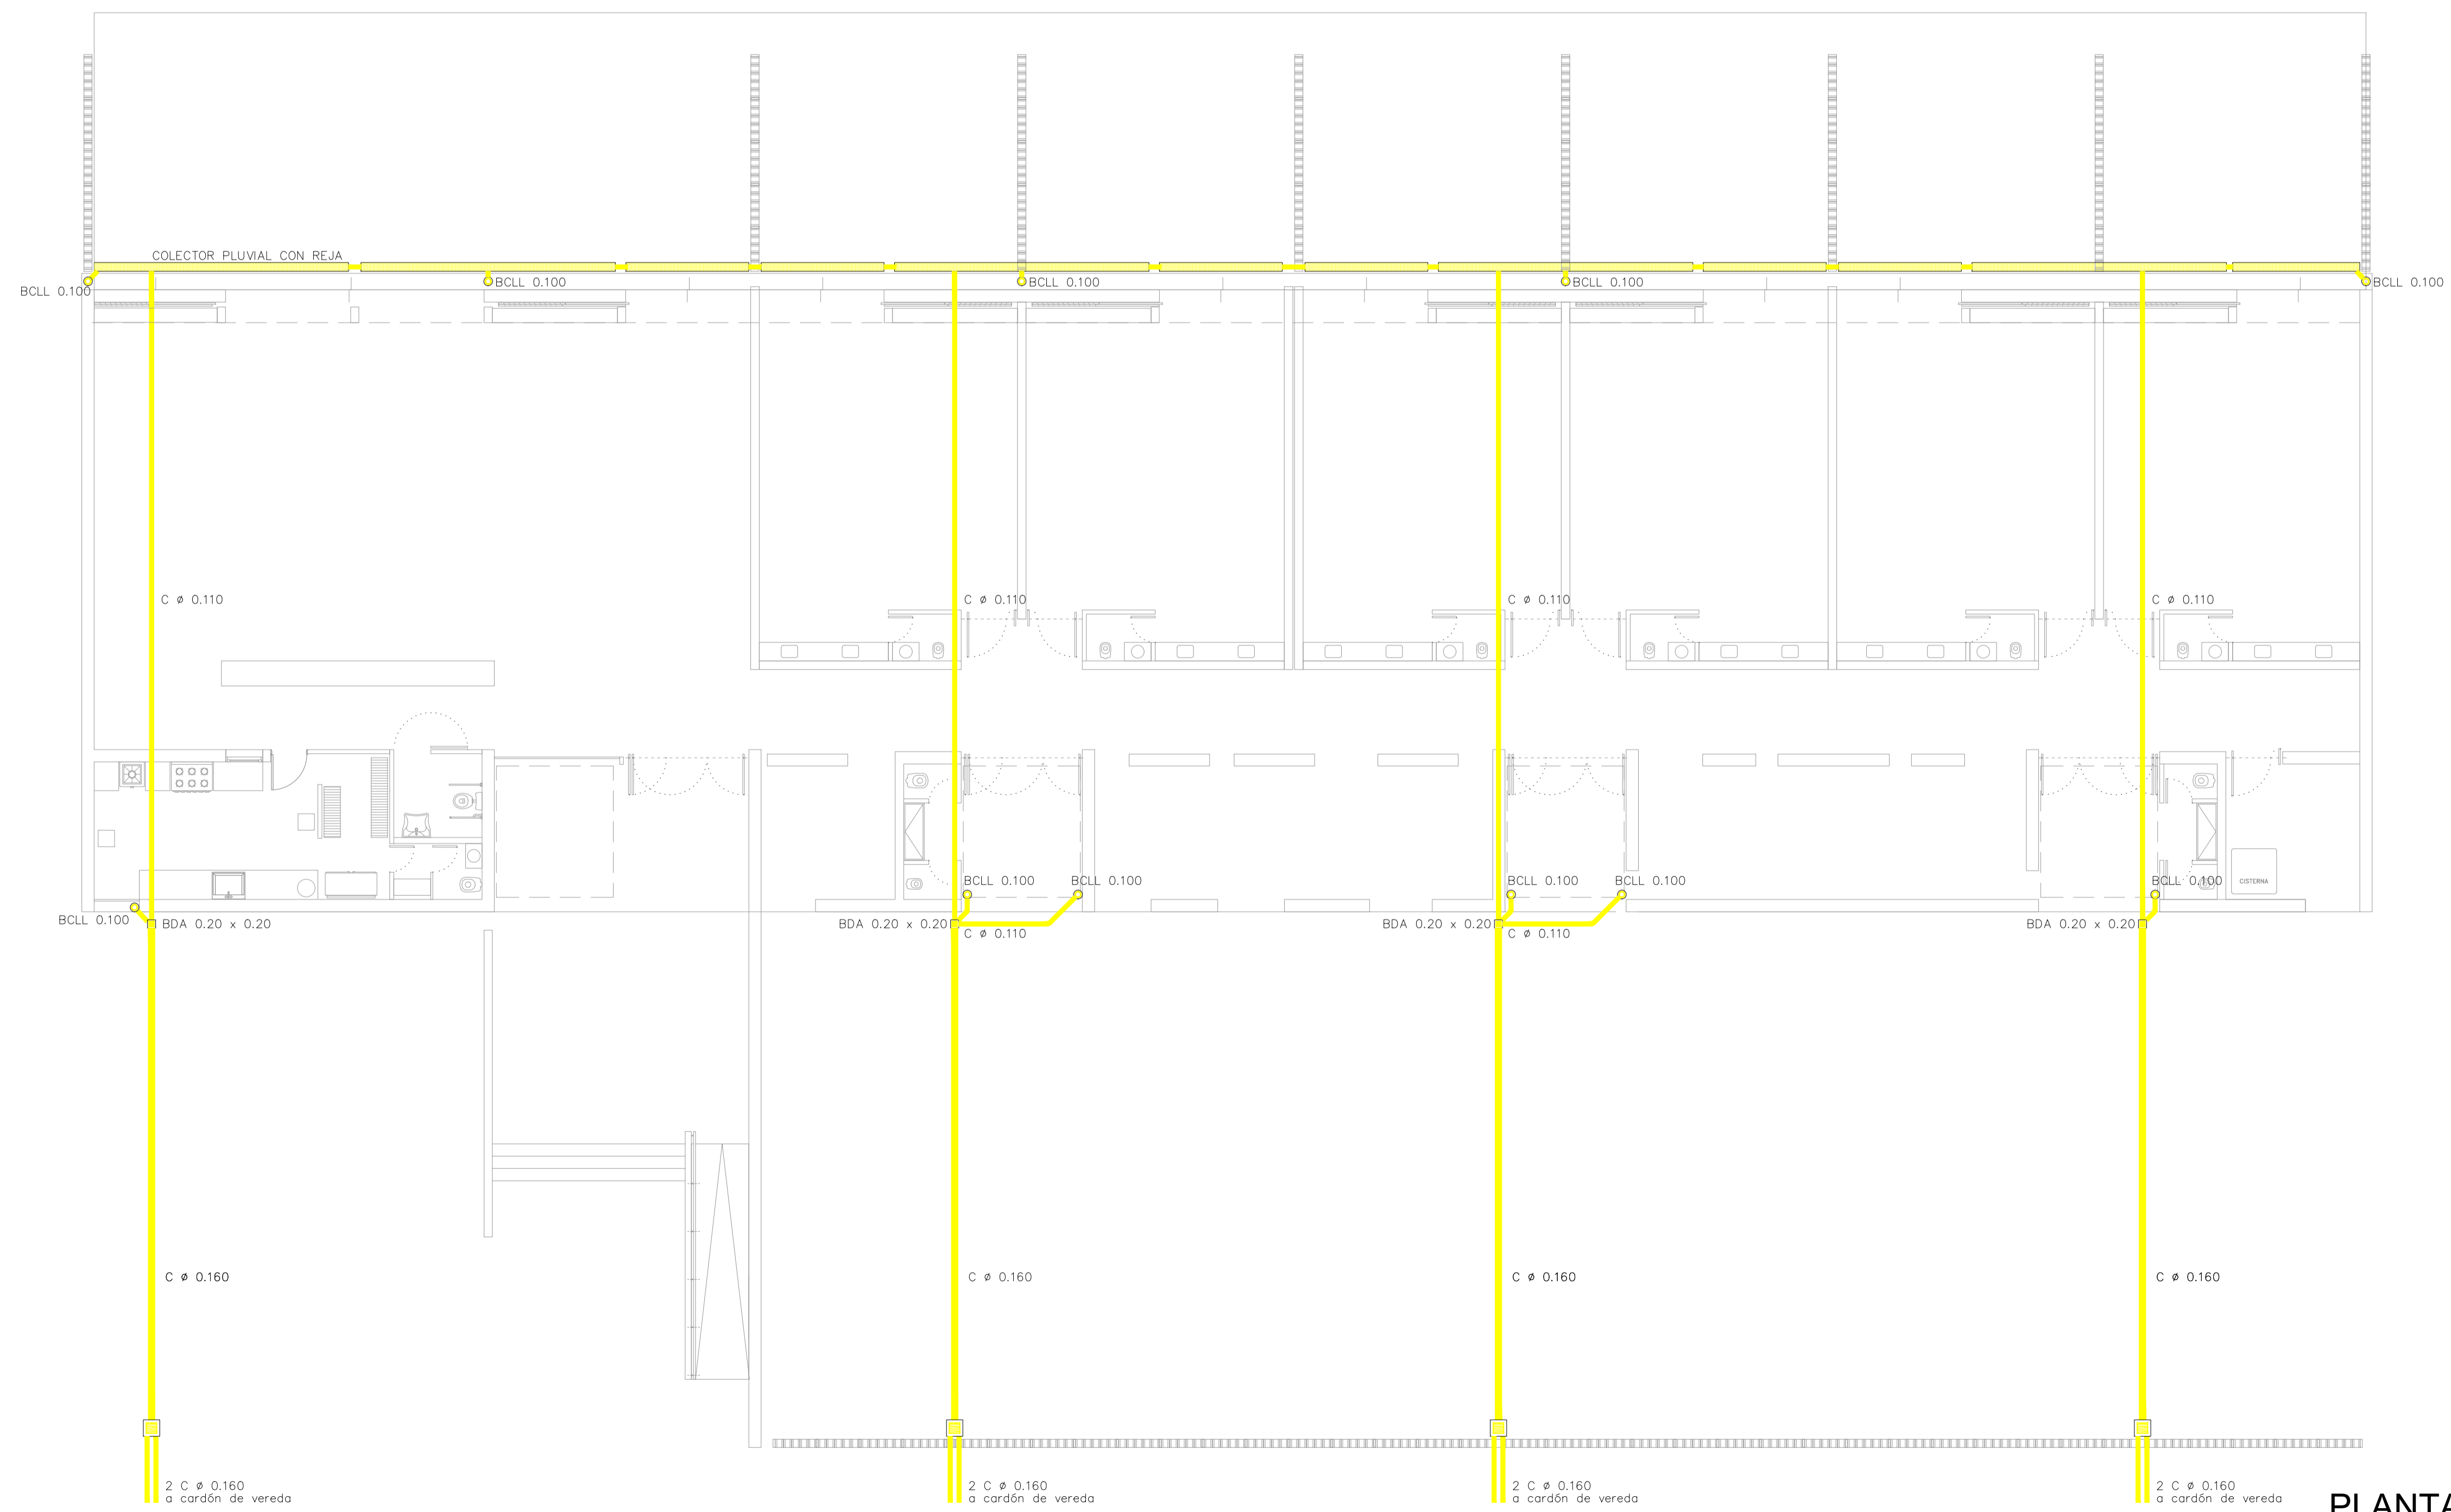 COLECTOR PLUVIAL CON REJA
BCLL 0.100
BCLL 0.100
BCLL 0.100
BCLL 0.100
BCLL 0.100
C ø 0.110
C ø 0.110
C ø 0.110
C ø 0.110
BCLL 0.100
BCLL 0.100
BCLL 0.100
BCLL 0.100
BCLL 0.100
CISTERNA
BCLL 0.100
BDA 0.20 x 0.20
BDA 0.20 x 0.20
BDA 0.20 x 0.20
BDA 0.20 x 0.20
C ø 0.110
C ø 0.110
C ø 0.160
C ø 0.160
C ø 0.160
C ø 0.160
2 C ø 0.160
a cardón de vereda
2 C ø 0.160
a cardón de vereda
2 C ø 0.160
a cardón de vereda
2 C ø 0.160
a cardón de vereda
PLANTA